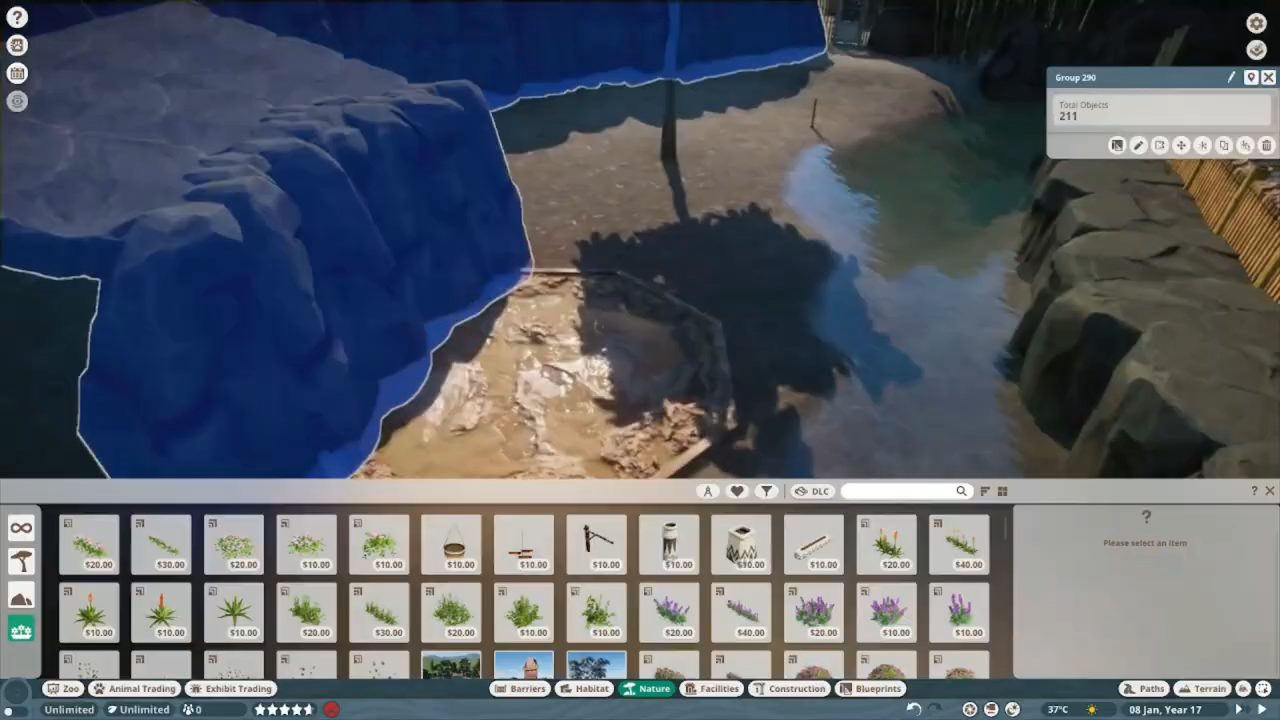 Group 290
Total Objects
211
DLC
$20.00 $30.00 $20.00 $10.00 $10.00 $10.00 $10.00 $10.00 $10.00 $10.00 $10.00 $20.00 $40.00
Please select an item
$10.00 $10.00 $10.00 $20.00 $30.00 $20.00 $10.00 $10.00 $20.00 $40.00 $20.00 $10.00 $10.00
Zoo Animal Trading Exhibit Trading Barriers Habitat Nature Facilities Construction Blueprints Paths Terrain
Unlimited Unlimited 0 37°C 08 Jan, Year 17